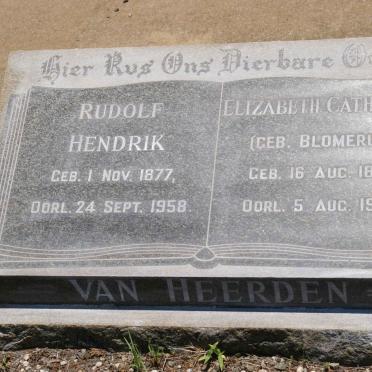 Hier Rus Ons Dierbare
RUDOLF
HENDRIK
GEB. 1 NOV. 1877,
OORL. 24 SEPT. 1958.
ELIZABETH CATH
(GEB. BLOMER
GEB. 16 AUG. 18
OORL. 5 AUG. 19
VAN HEERDEN